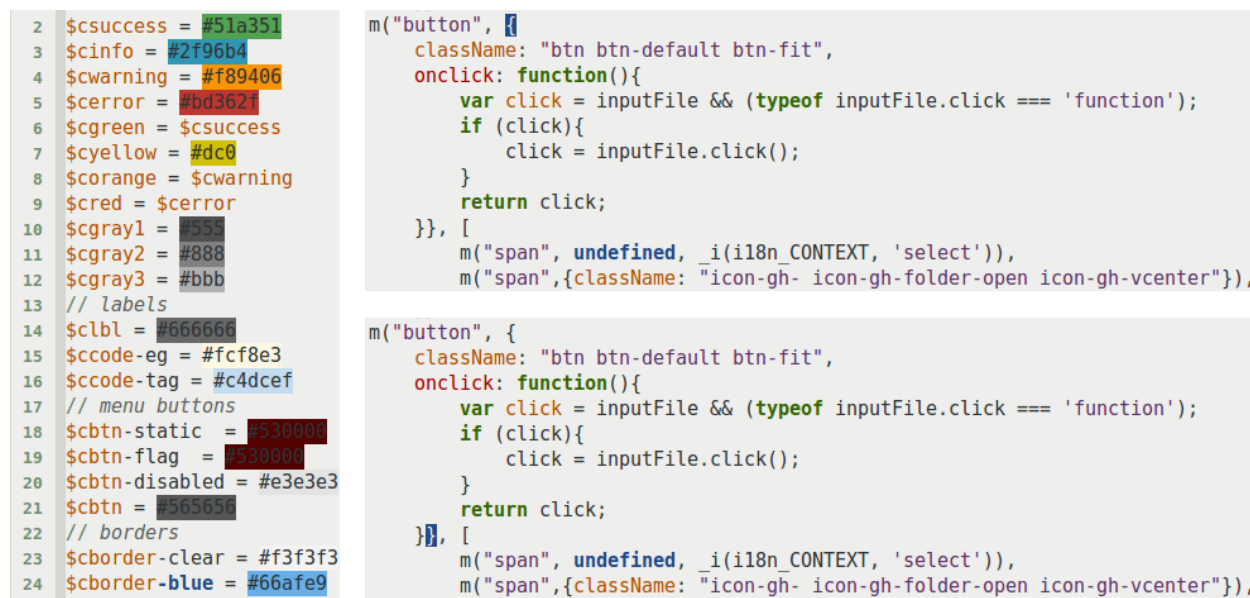 2 $csuccess = #51a351
3 $cinfo = #2f96b4
4 $cwarning = #f89406
5 $cerror = #bd362f
6 $cgreen = $csuccess
7 $cyellow = #dc0
8 $corange = $cwarning
9 $cred = $cerror
10 $cgray1 = #555
11 $cgray2 = #888
12 $cgray3 = #bbb
13 // labels
14 $clbl = #666666
15 $ccode-eg = #fcf8e3
16 $ccode-tag = #c4dcef
17 // menu buttons
18 $cbtn-static  = #530000
19 $cbtn-flag  = #530000
20 $cbtn-disabled = #e3e3e3
21 $cbtn = #565656
22 // borders
23 $cborder-clear = #f3f3f3
24 $cborder-blue = #66afe9
m("button", {
    className: "btn btn-default btn-fit",
    onclick: function(){
        var click = inputFile && (typeof inputFile.click === 'function');
        if (click){
            click = inputFile.click();
        }
        return click;
    }}, [
        m("span", undefined, _i(i18n_CONTEXT, 'select')),
        m("span",{className: "icon-gh- icon-gh-folder-open icon-gh-vcenter"}),
m("button", {
    className: "btn btn-default btn-fit",
    onclick: function(){
        var click = inputFile && (typeof inputFile.click === 'function');
        if (click){
            click = inputFile.click();
        }
        return click;
    }}, [
        m("span", undefined, _i(i18n_CONTEXT, 'select')),
        m("span",{className: "icon-gh- icon-gh-folder-open icon-gh-vcenter"}),